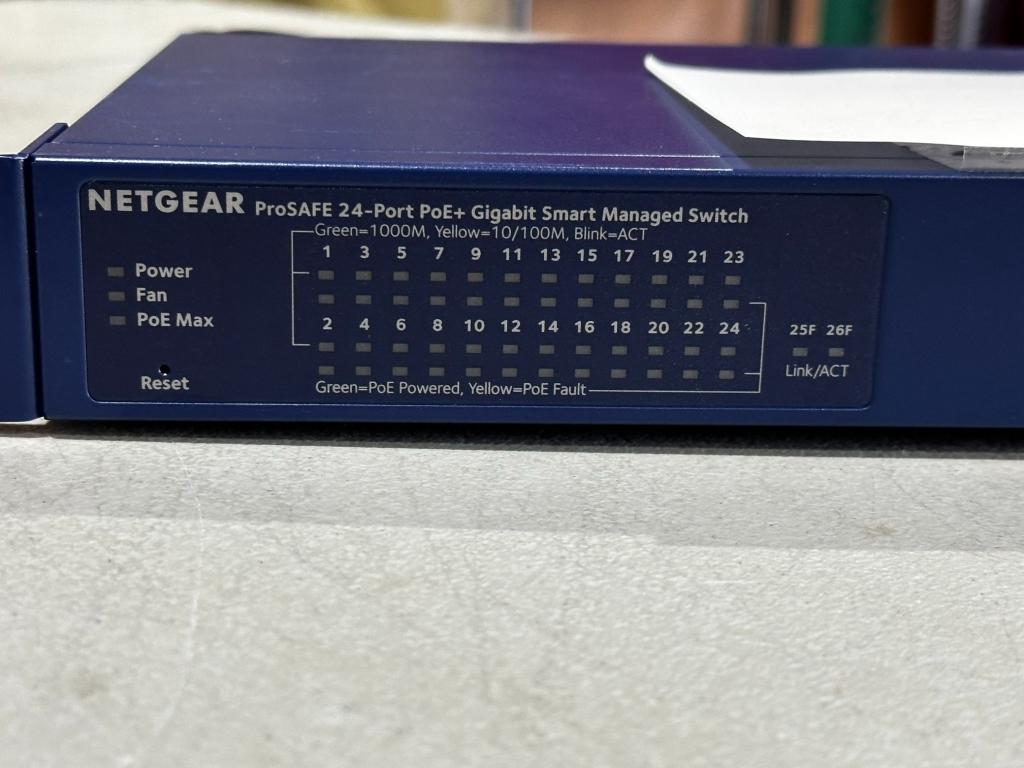 NETGEAR ProSAFE 24-Port PoE+ Gigabit Smart Managed Switch
Green=1000M, Yellow=10/100M, Blink=ACT
1 3 5 7 9 11 13 15 17 19 21 23
Power
Fan
PoE Max
2 4 6 8 10 12 14 16 18 20 22 24
25F 26F
Link/ACT
Reset
Green=PoE Powered, Yellow=PoE Fault